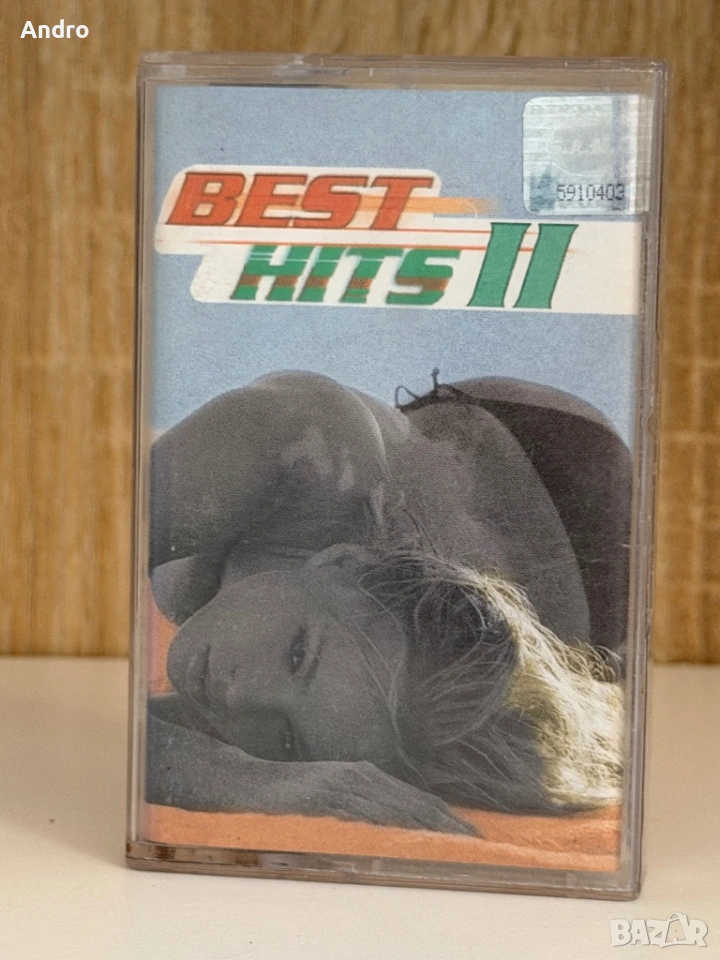 Andro
5910403
BEST
HITS II
BAZAR